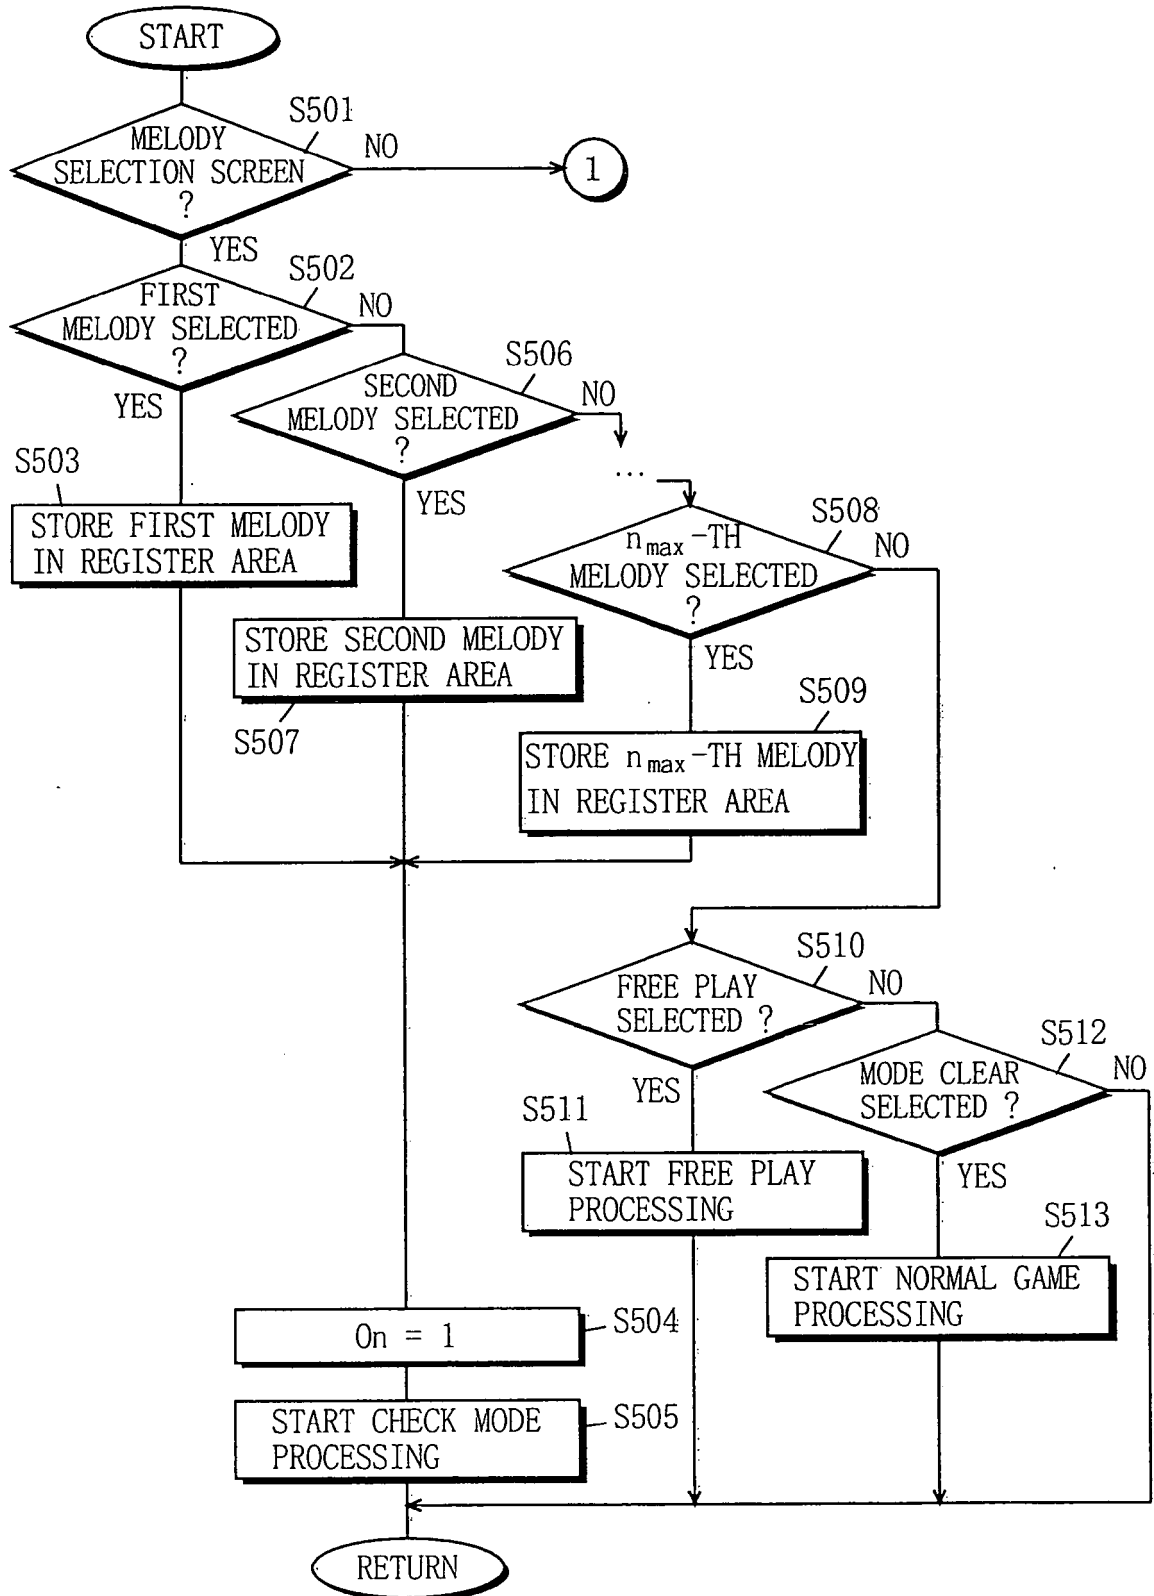 START
S501
MELODY
SELECTION SCREEN
?
NO
1
YES
S502
FIRST
MELODY SELECTED
?
NO
YES
S506
SECOND
MELODY SELECTED
?
NO
...
YES
S503
STORE FIRST MELODY
IN REGISTER AREA
S508
nmax-TH
MELODY SELECTED
?
NO
YES
STORE SECOND MELODY
IN REGISTER AREA
S507
S509
STORE nmax-TH MELODY
IN REGISTER AREA
S510
FREE PLAY
SELECTED ?
NO
YES
S512
MODE CLEAR
SELECTED ?
NO
YES
S511
START FREE PLAY
PROCESSING
S513
START NORMAL GAME
PROCESSING
On = 1
S504
START CHECK MODE
PROCESSING
S505
RETURN